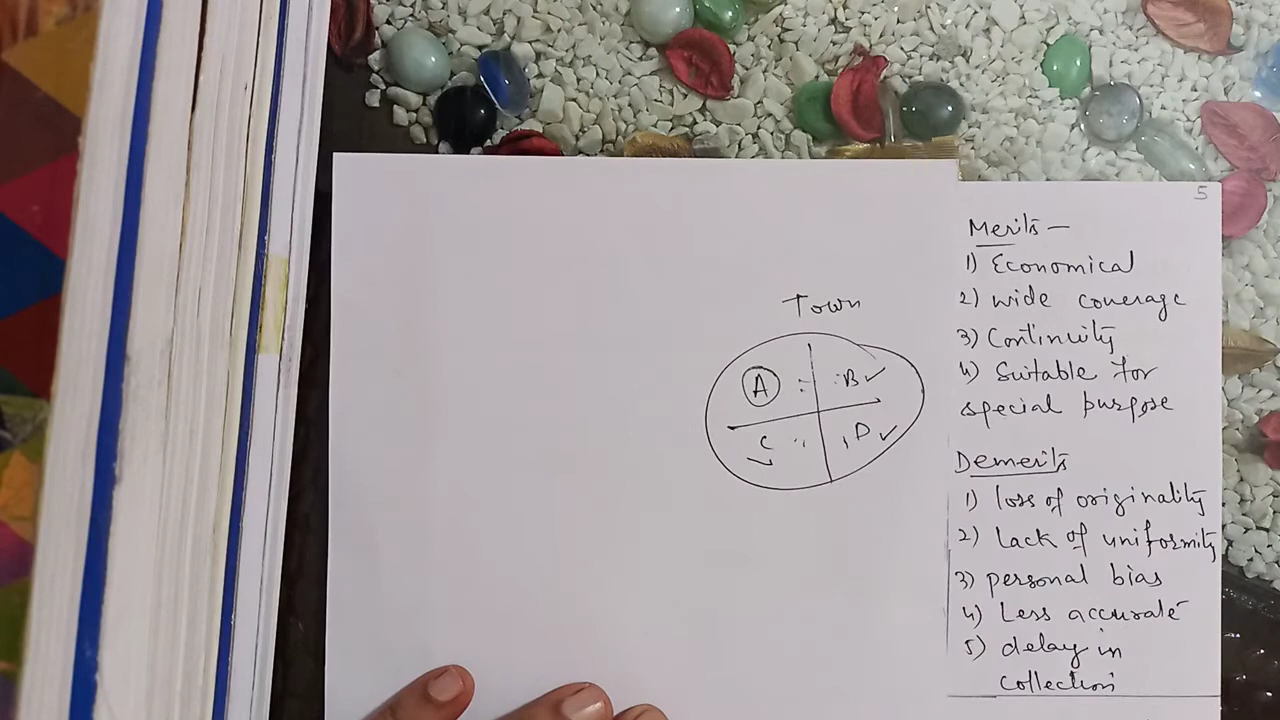 5
Merits —
1) Economical
2) wide coverage
3) Continuity
4) Suitable for
special purpose
Demerits
1) loss of originality
2) Lack of uniformity
3) personal bias
4) Less accurate
5) delay in
collection
Town
A B ✓
C D ✓